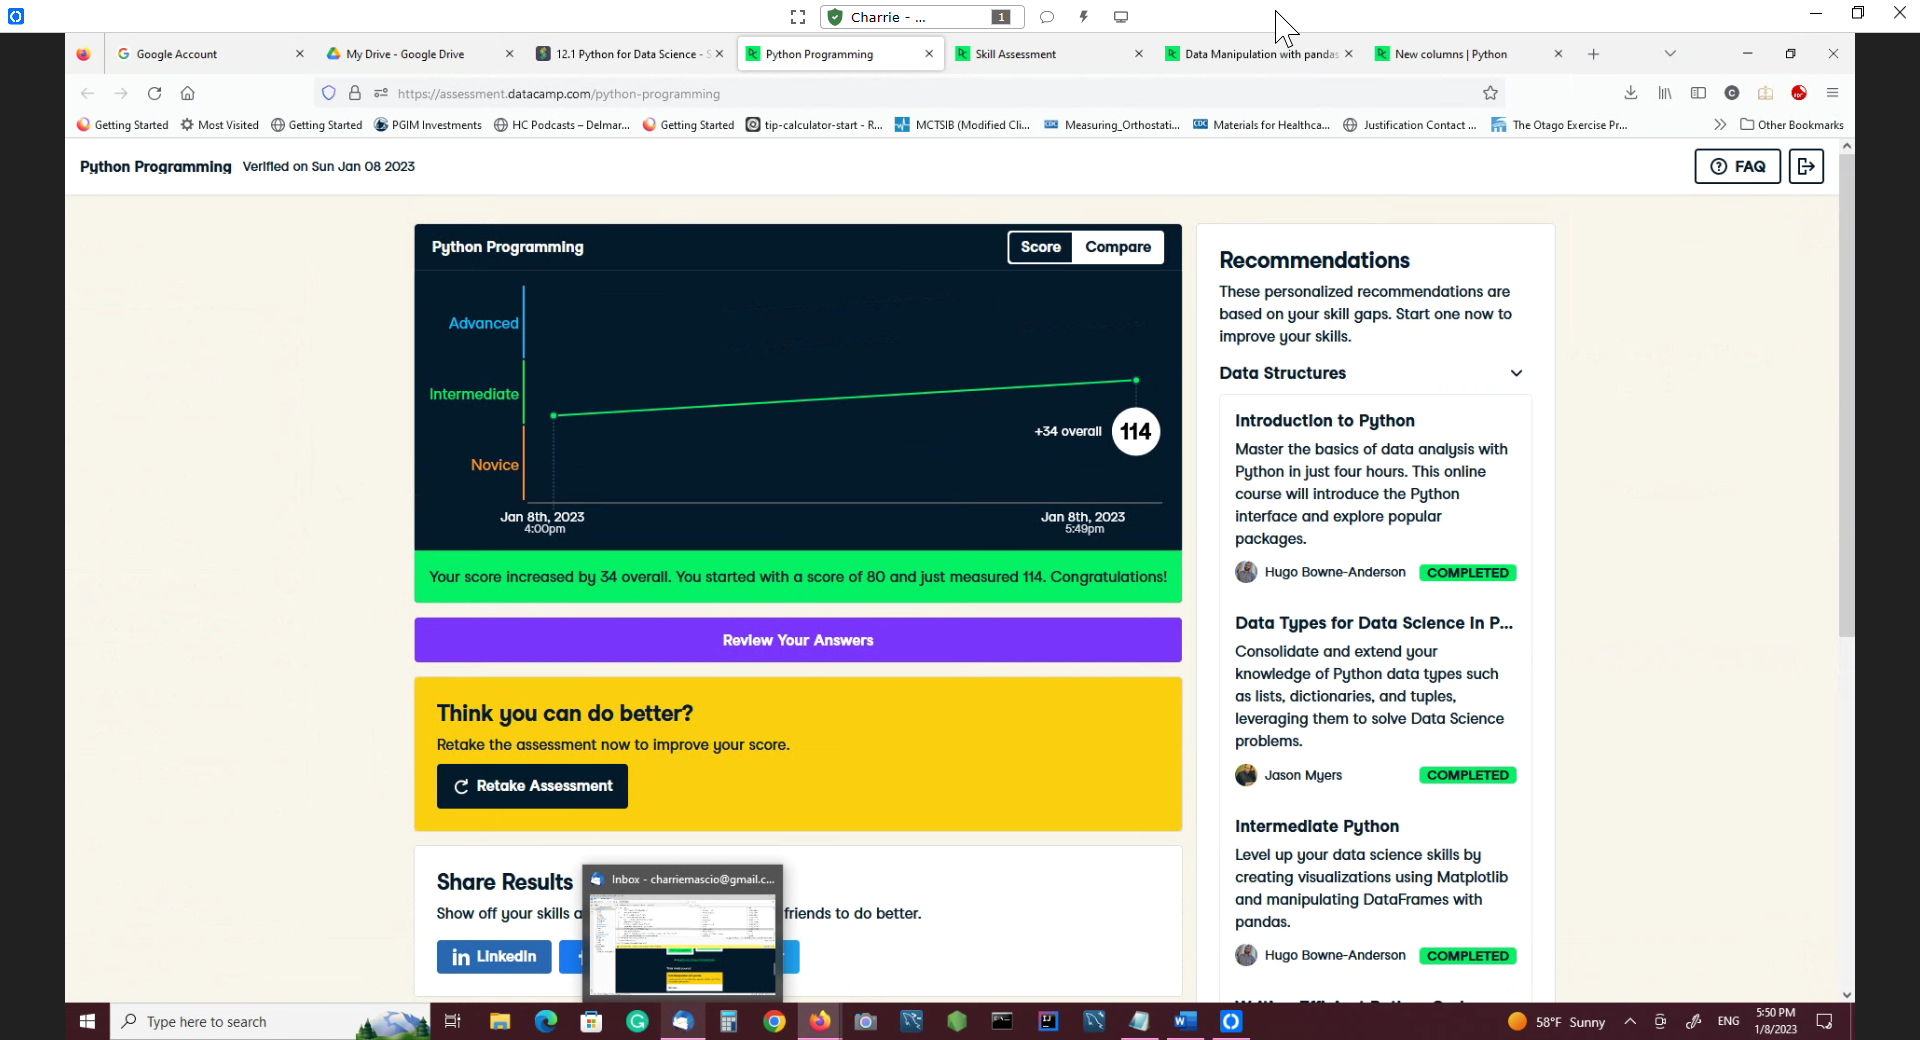 Charrie - ... 1
Google Account
My Drive - Google Drive
12.1 Python for Data Science - S
Python Programming
Skill Assessment
Data Manipulation with pandas
New columns | Python
https://assessment.datacamp.com/python-programming
Getting Started
Most Visited
Getting Started
PGIM Investments
HC Podcasts – Delmar...
Getting Started
tip-calculator-start - R...
MCTSIB (Modified Cli...
Measuring_Orthostati...
Materials for Healthca...
Justification Contact ...
The Otago Exercise Pr...
Other Bookmarks
Python Programming Verified on Sun Jan 08 2023
FAQ
Python Programming
Score Compare
Advanced
Intermediate
Novice
+34 overall 114
Jan 8th, 2023
4:00pm
Jan 8th, 2023
5:49pm
Your score increased by 34 overall. You started with a score of 80 and just measured 114. Congratulations!
Review Your Answers
Think you can do better?
Retake the assessment now to improve your score.
Retake Assessment
Share Results
Show off your skills a
friends to do better.
in LinkedIn
Inbox - charriemascio@gmail.c...
Recommendations
These personalized recommendations are
based on your skill gaps. Start one now to
improve your skills.
Data Structures
Introduction to Python
Master the basics of data analysis with
Python in just four hours. This online
course will introduce the Python
interface and explore popular
packages.
Hugo Bowne-Anderson COMPLETED
Data Types for Data Science in P...
Consolidate and extend your
knowledge of Python data types such
as lists, dictionaries, and tuples,
leveraging them to solve Data Science
problems.
Jason Myers COMPLETED
Intermediate Python
Level up your data science skills by
creating visualizations using Matplotlib
and manipulating DataFrames with
pandas.
Hugo Bowne-Anderson COMPLETED
Type here to search
58°F Sunny
ENG
5:50 PM
1/8/2023